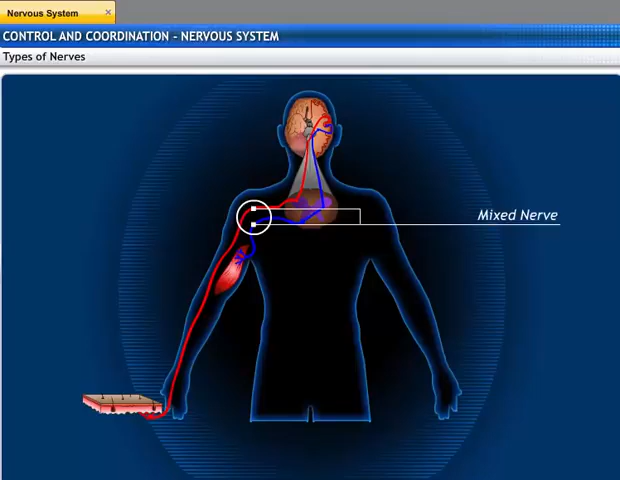 Nervous System
CONTROL AND COORDINATION - NERVOUS SYSTEM
Types of Nerves
Mixed Nerve